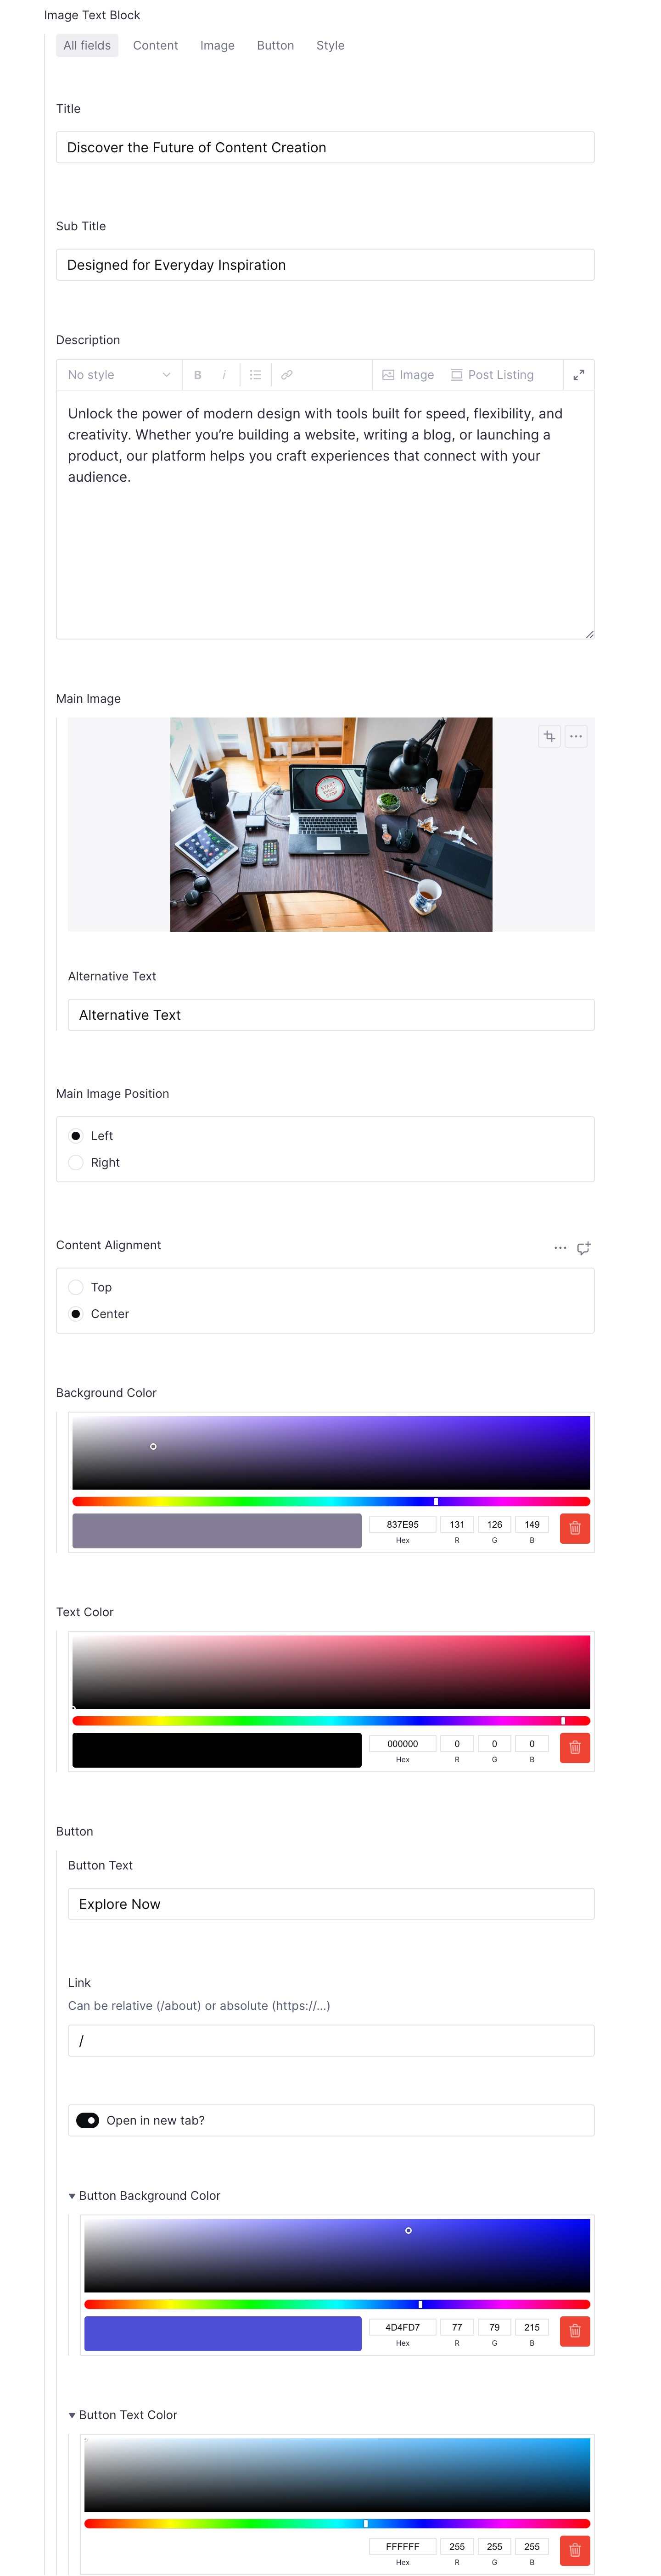 Image Text Block
All fields Content Image Button Style
Title
Discover the Future of Content Creation
Sub Title
Designed for Everyday Inspiration
Description
No style B i Image Post Listing
Unlock the power of modern design with tools built for speed, flexibility, and
creativity. Whether you’re building a website, writing a blog, or launching a
product, our platform helps you craft experiences that connect with your
audience.
Main Image
START
STOP
Alternative Text
Alternative Text
Main Image Position
Left
Right
Content Alignment
Top
Center
Background Color
837E95 131 126 149
Hex R G B
Text Color
000000 0 0 0
Hex R G B
Button
Button Text
Explore Now
Link
Can be relative (/about) or absolute (https://...)
/
Open in new tab?
Button Background Color
4D4FD7 77 79 215
Hex R G B
Button Text Color
FFFFFF 255 255 255
Hex R G B